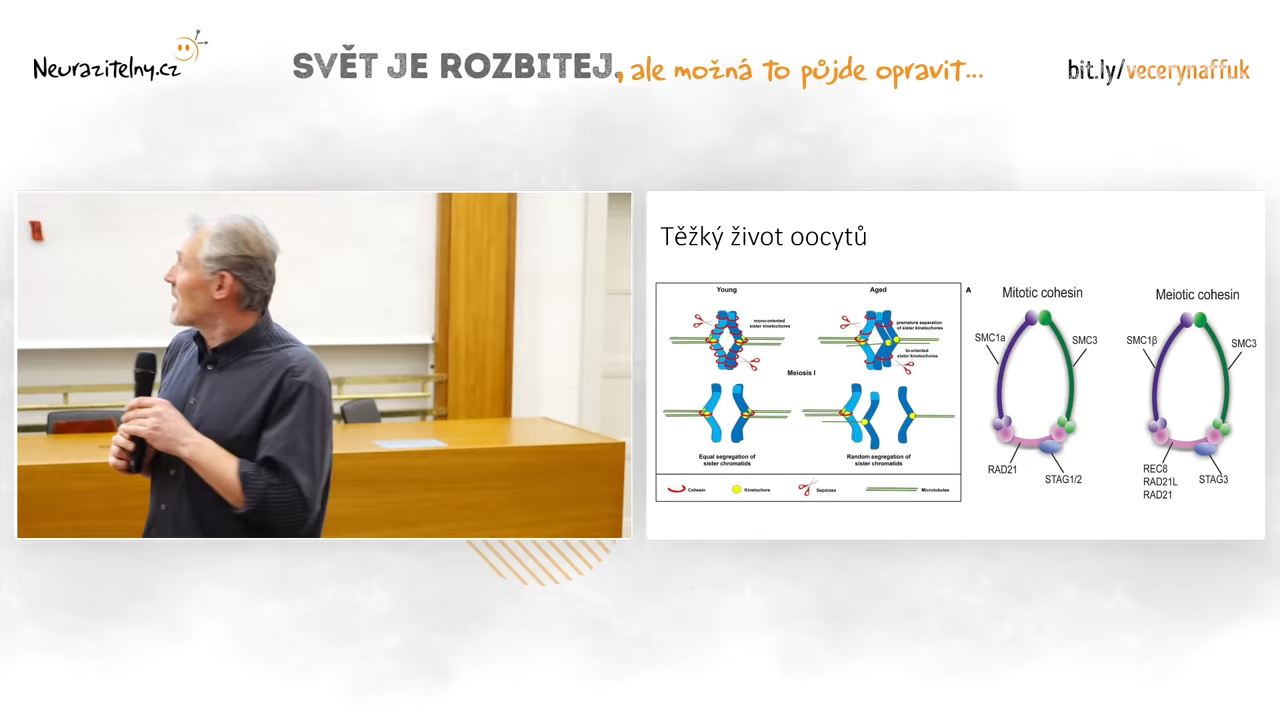 Neurazitelny.cz
SVĚT JE ROZBITEJ, ale možná to půjde opravit...
bit.ly/vecerynaffuk
Těžký život oocytů
Young
Aged
mono-oriented
sister kinetochores
premature separation
of sister kinetochores
bi-oriented
sister kinetochores
Meiosis I
Equal segregation of
sister chromatids
Random segregation of
sister chromatids
Cohesin
Kinetochore
Separase
Microtubules
A
Mitotic cohesin
SMC1a
SMC3
RAD21
STAG1/2
Meiotic cohesin
SMC1β
SMC3
REC8
RAD21L
RAD21
STAG3